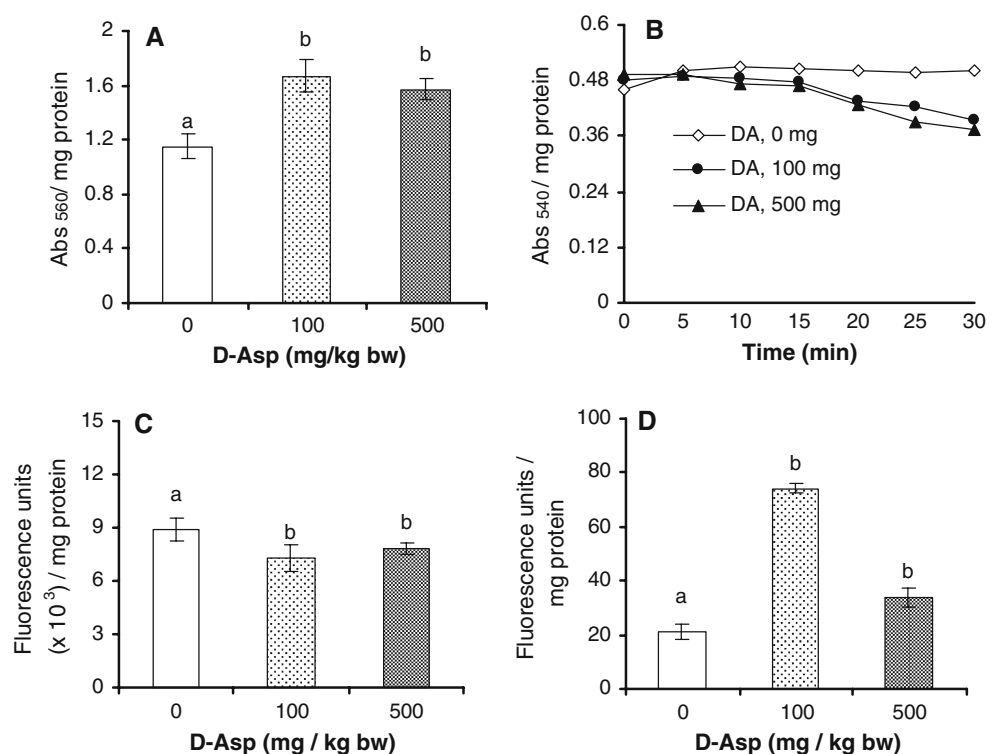 A
Abs 560/ mg protein
2
1.6
1.2
0.8
0.4
0
a
b
b
0 100 500
D-Asp (mg/kg bw)
B
Abs 540/ mg protein
0.6
0.48
0.36
0.24
0.12
0
DA, 0 mg
DA, 100 mg
DA, 500 mg
0 5 10 15 20 25 30
Time (min)
C
Fluorescence units
(x 10³) / mg protein
15
12
9
6
3
0
a
b
b
0 100 500
D-Asp (mg / kg bw)
D
Fluorescence units /
mg protein
100
80
60
40
20
0
a
b
b
0 100 500
D-Asp (mg / kg bw)